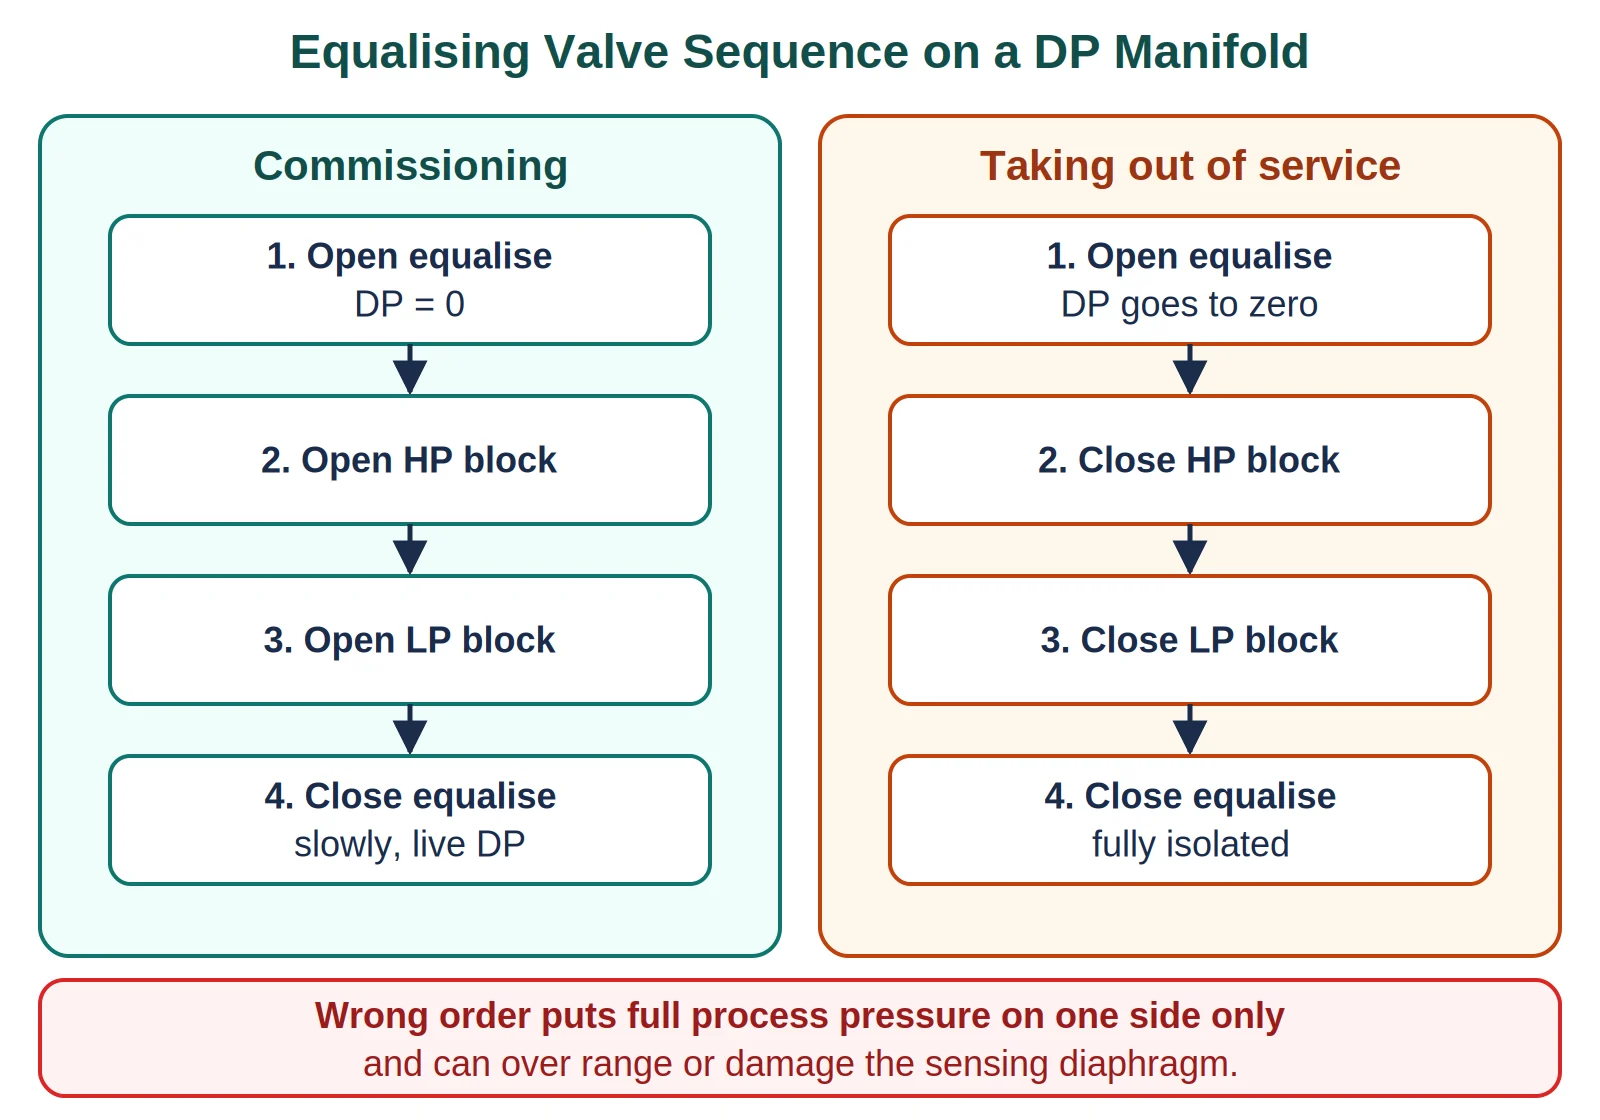 Equalising Valve Sequence on a DP Manifold
Commissioning
1. Open equalise
DP = 0
2. Open HP block
3. Open LP block
4. Close equalise
slowly, live DP
Taking out of service
1. Open equalise
DP goes to zero
2. Close HP block
3. Close LP block
4. Close equalise
fully isolated
Wrong order puts full process pressure on one side only
and can over range or damage the sensing diaphragm.